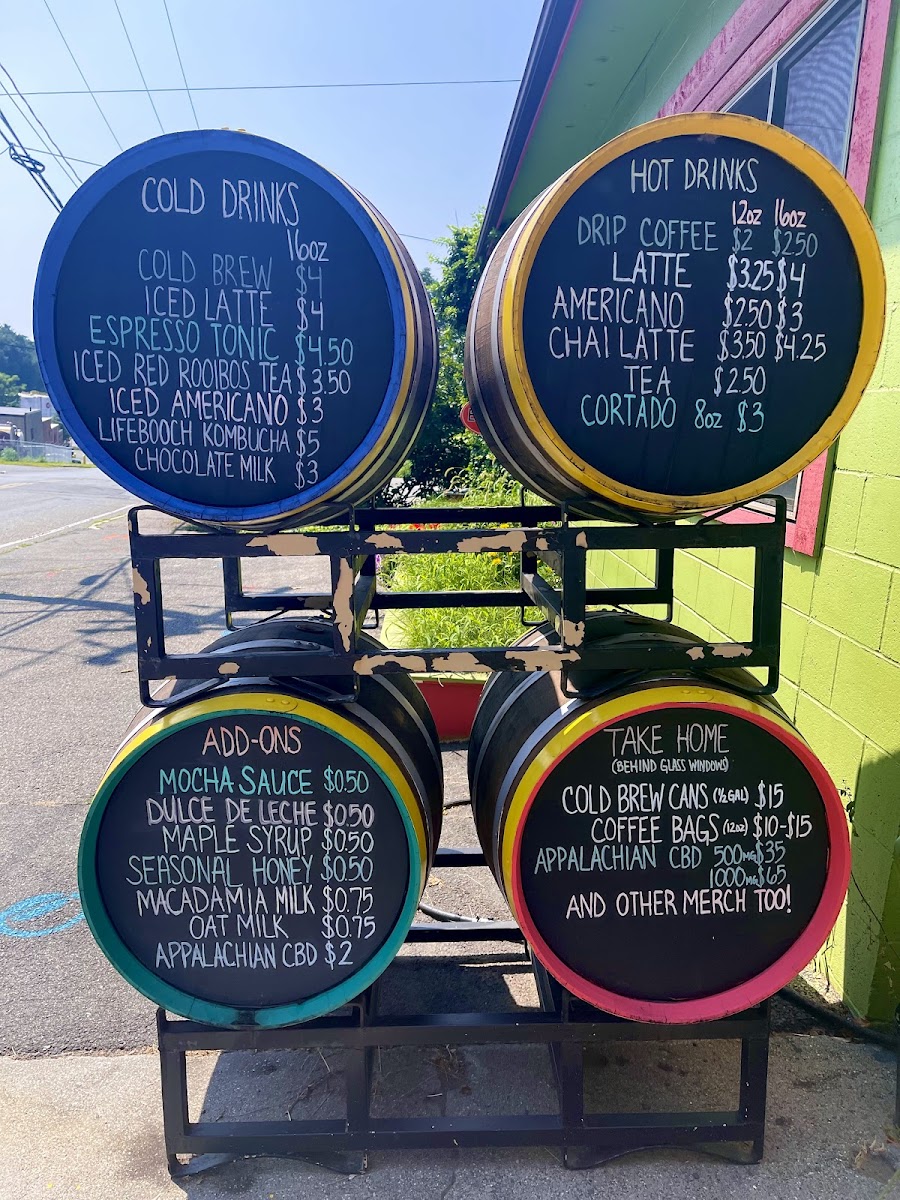 COLD DRINKS
16oz
COLD BREW $4
ICED LATTE $4
ESPRESSO TONIC $4.50
ICED RED ROOIBOS TEA $3.50
ICED AMERICANO $3
LIFEBOOCH KOMBUCHA $5
CHOCOLATE MILK $3
HOT DRINKS
12oz 16oz
DRIP COFFEE $2 $2.50
LATTE $3.25 $4
AMERICANO $2.50 $3
CHAI LATTE $3.50 $4.25
TEA $2.50
CORTADO 8oz $3
ADD-ONS
MOCHA SAUCE $0.50
DULCE DE LECHE $0.50
MAPLE SYRUP $0.50
SEASONAL HONEY $0.50
MACADAMIA MILK $0.75
OAT MILK $0.75
APPALACHIAN CBD $2
TAKE HOME
(BEHIND GLASS WINDOWS)
COLD BREW CANS (1/2 GAL) $15
COFFEE BAGS (12oz) $10-$15
APPALACHIAN CBD 500MG $35
1000MG $65
AND OTHER MERCH TOO!